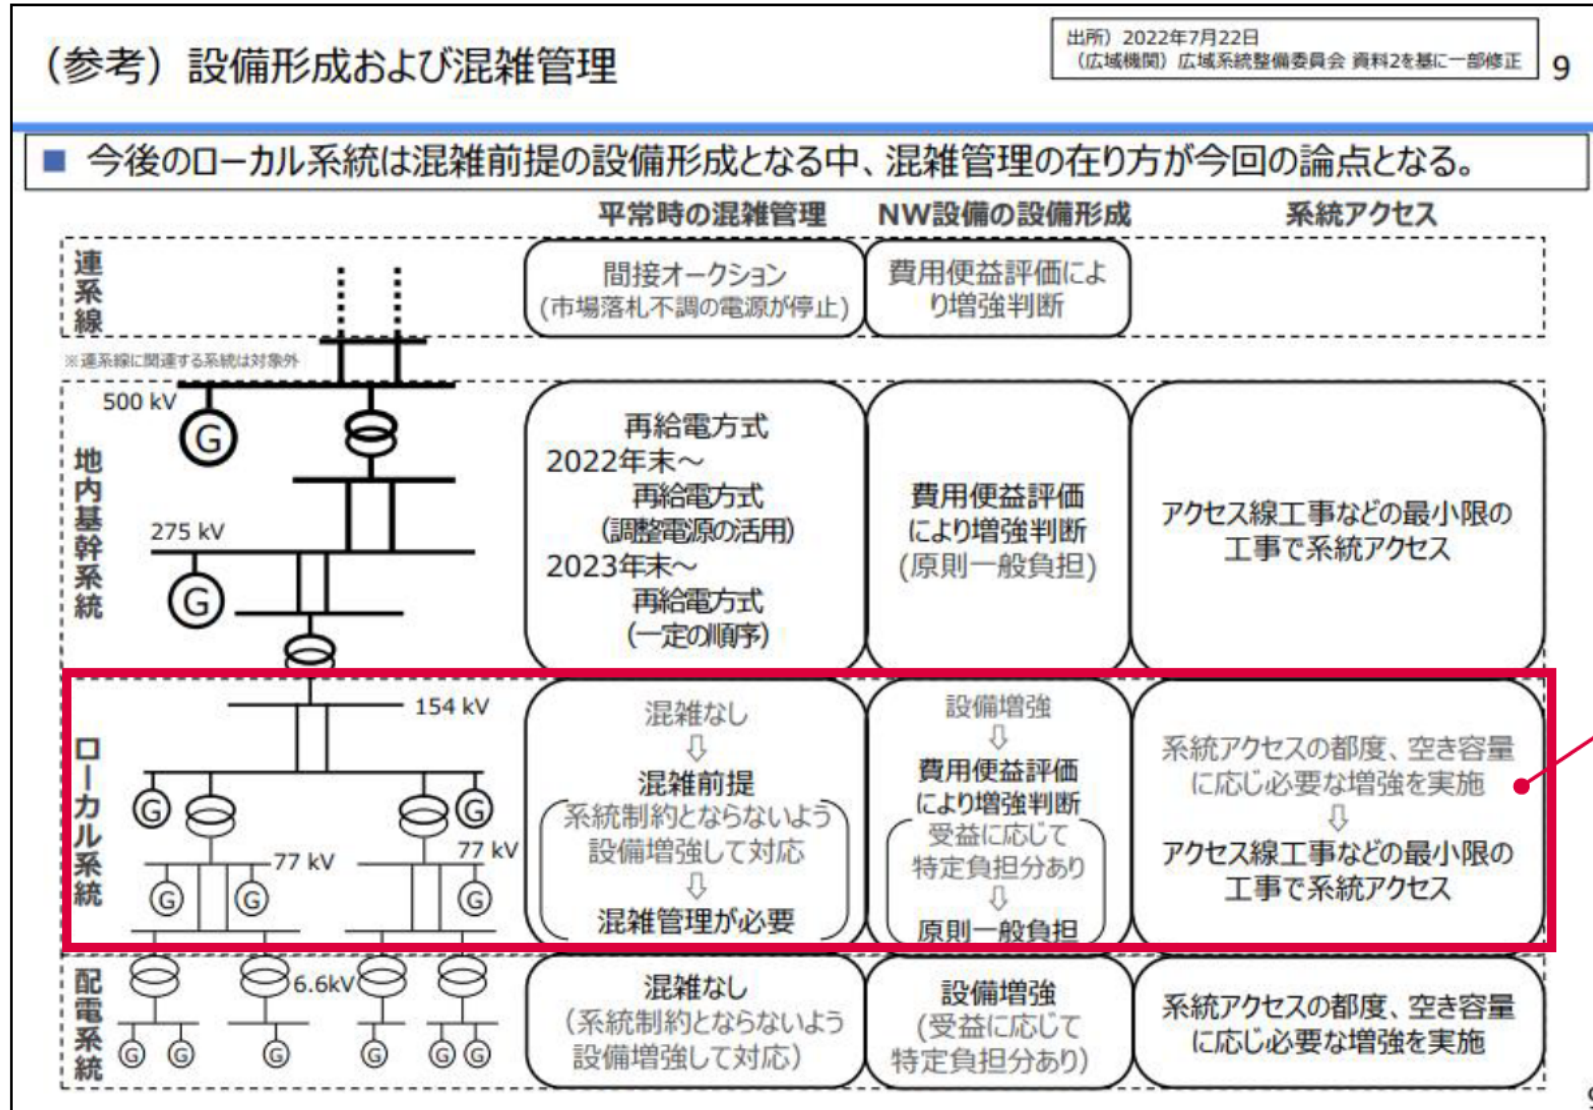 （参考）設備形成および混雑管理
出所）2022年7月22日
（広域機関）広域系統整備委員会 資料2を基に一部修正
9
■ 今後のローカル系統は混雑前提の設備形成となる中、混雑管理の在り方が今回の論点となる。
平常時の混雑管理
NW設備の設備形成
系統アクセス
連系線
間接オークション
(市場落札不調の電源が停止)
費用便益評価によ
り増強判断
※連系線に関連する系統は対象外
地内基幹系統
500 kV
G
275 kV
G
再給電方式
2022年末～
再給電方式
(調整電源の活用)
2023年末～
再給電方式
(一定の順序)
費用便益評価
により増強判断
(原則一般負担)
アクセス線工事などの最小限の
工事で系統アクセス
ローカル系統
154 kV
G
G
77 kV
77 kV
G
G
G
混雑なし
⇩
混雑前提
系統制約とならないよう
設備増強して対応
⇩
混雑管理が必要
設備増強
⇩
費用便益評価
により増強判断
受益に応じて
特定負担分あり
⇩
原則一般負担
系統アクセスの都度、空き容量
に応じ必要な増強を実施
⇩
アクセス線工事などの最小限の
工事で系統アクセス
配電系統
6.6kV
G
G
G
G
G
G
混雑なし
（系統制約とならないよう
設備増強して対応）
設備増強
(受益に応じて
特定負担分あり)
系統アクセスの都度、空き容量
に応じ必要な増強を実施